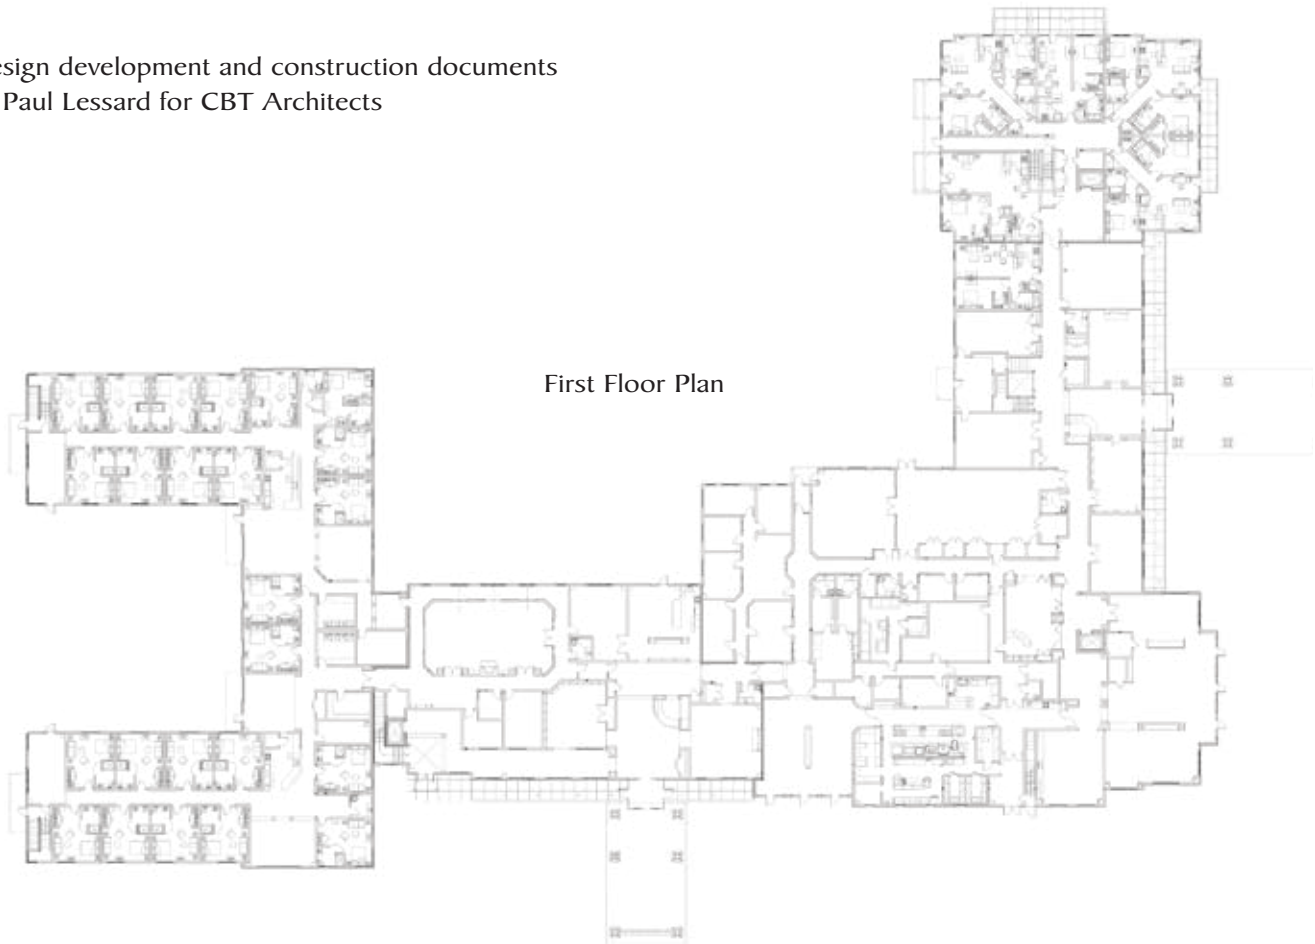 esign development and construction documents
Paul Lessard for CBT Architects
First Floor Plan